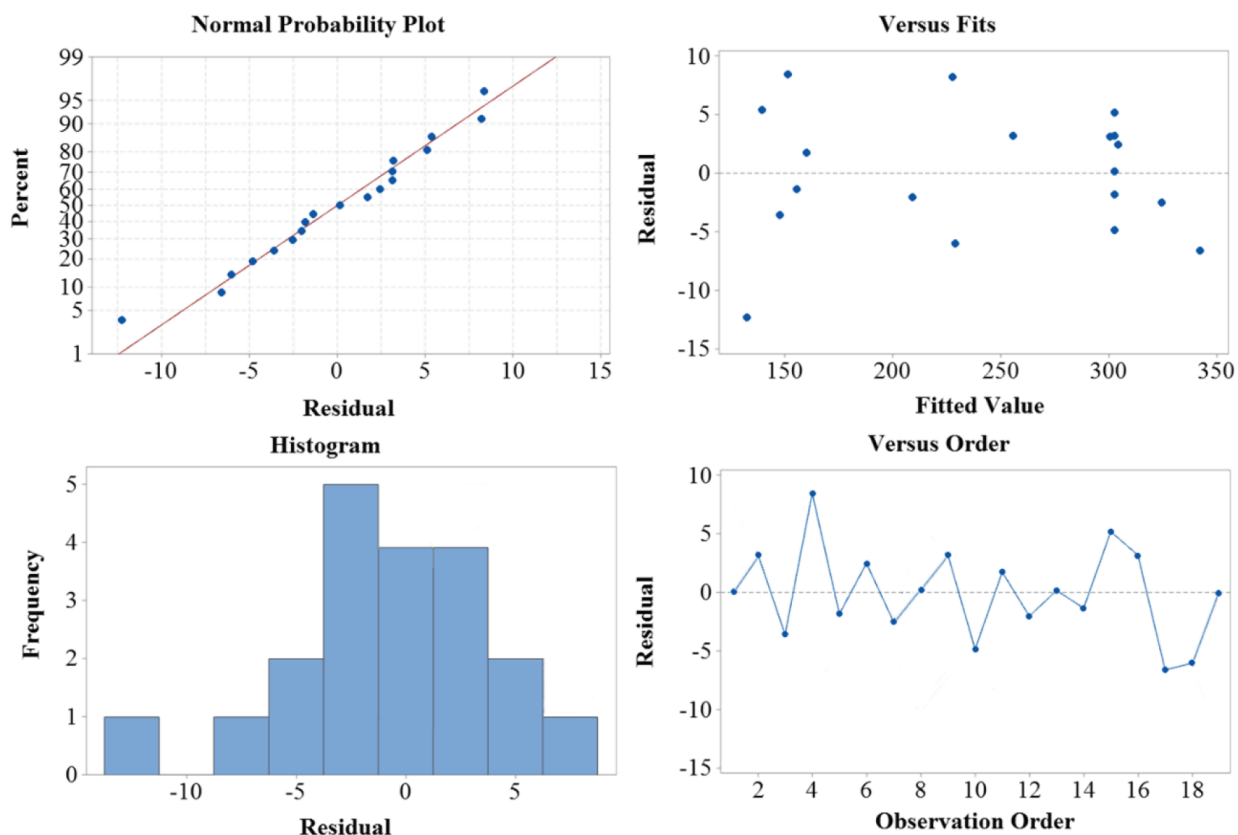 Normal Probability Plot
99
95
90
80
70
60
50
40
30
20
10
5
1
Percent
-10 -5 0 5 10 15
Residual
Versus Fits
10
5
0
-5
-10
-15
Residual
150 200 250 300 350
Fitted Value
Histogram
5
4
3
2
1
0
Frequency
-10 -5 0 5
Residual
Versus Order
10
5
0
-5
-10
-15
Residual
2 4 6 8 10 12 14 16 18
Observation Order